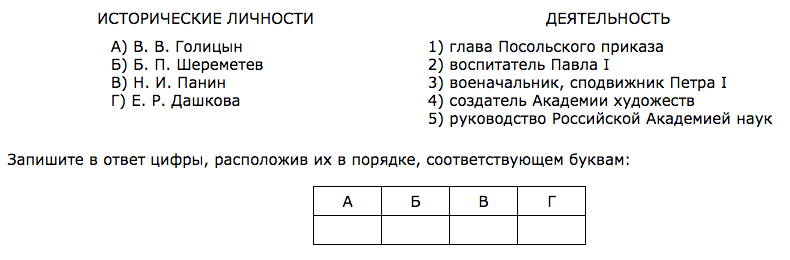 ИСТОРИЧЕСКИЕ ЛИЧНОСТИ
А) В. В. Голицын
Б) Б. П. Шереметев
В) Н. И. Панин
Г) Е. Р. Дашкова
ДЕЯТЕЛЬНОСТЬ
1) глава Посольского приказа
2) воспитатель Павла I
3) военачальник, сподвижник Петра I
4) создатель Академии художеств
5) руководство Российской Академией наук
Запишите в ответ цифры, расположив их в порядке, соответствующем буквам:
А Б В Г